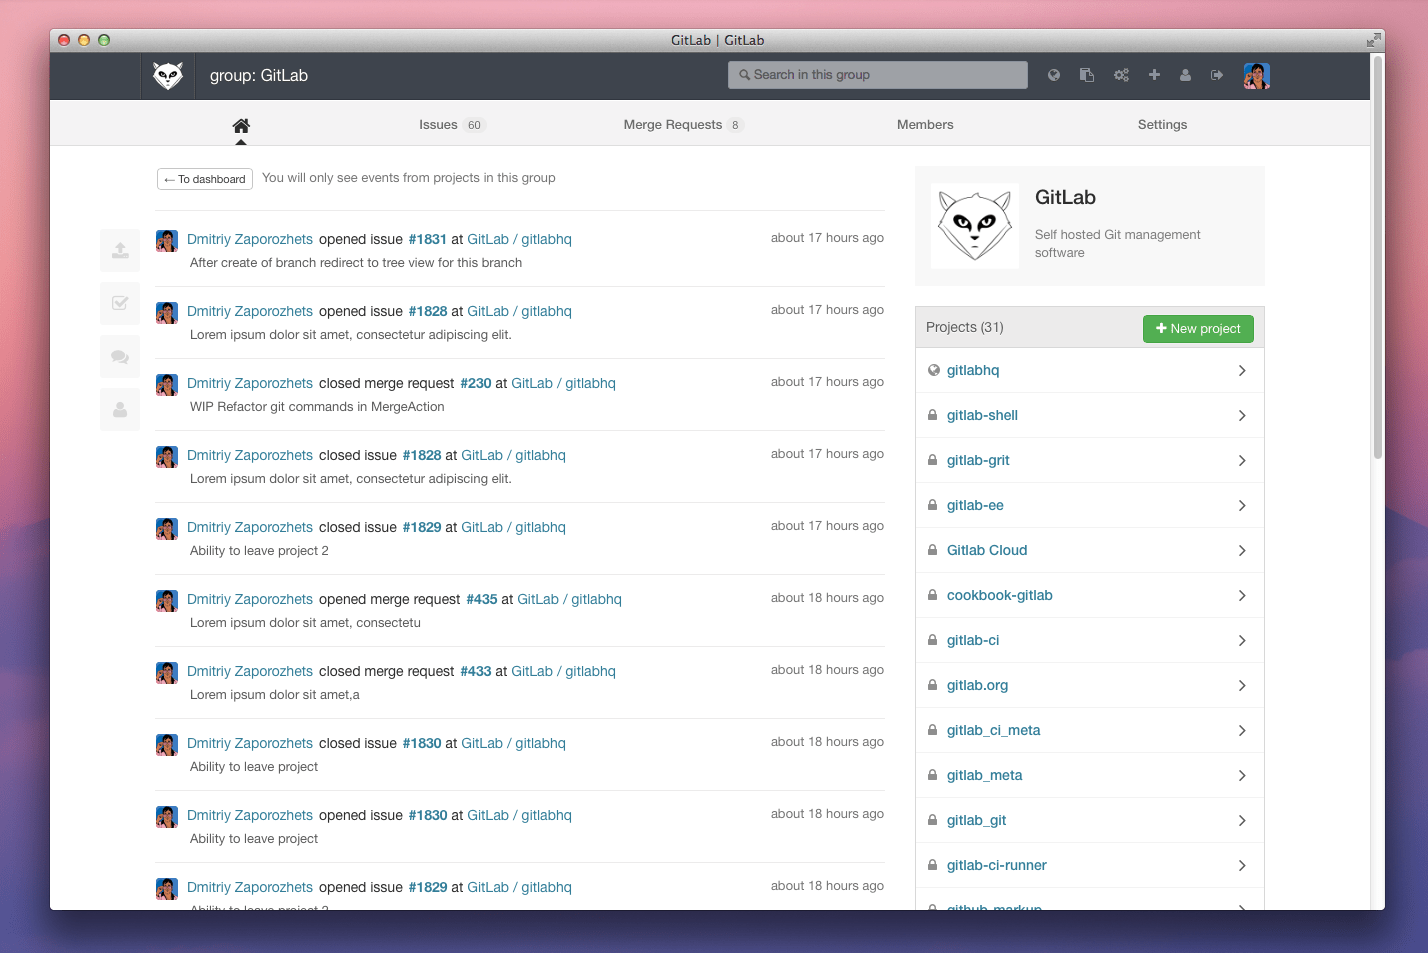 GitLab | GitLab
group: GitLab
Search in this group
Issues 60
Merge Requests 8
Members
Settings
← To dashboard
You will only see events from projects in this group
Dmitriy Zaporozhets opened issue #1831 at GitLab / gitlabhq
about 17 hours ago
After create of branch redirect to tree view for this branch
Dmitriy Zaporozhets opened issue #1828 at GitLab / gitlabhq
about 17 hours ago
Lorem ipsum dolor sit amet, consectetur adipiscing elit.
Dmitriy Zaporozhets closed merge request #230 at GitLab / gitlabhq
about 17 hours ago
WIP Refactor git commands in MergeAction
Dmitriy Zaporozhets closed issue #1828 at GitLab / gitlabhq
about 17 hours ago
Lorem ipsum dolor sit amet, consectetur adipiscing elit.
Dmitriy Zaporozhets closed issue #1829 at GitLab / gitlabhq
about 17 hours ago
Ability to leave project 2
Dmitriy Zaporozhets opened merge request #435 at GitLab / gitlabhq
about 18 hours ago
Lorem ipsum dolor sit amet, consectetu
Dmitriy Zaporozhets closed merge request #433 at GitLab / gitlabhq
about 18 hours ago
Lorem ipsum dolor sit amet,a
Dmitriy Zaporozhets closed issue #1830 at GitLab / gitlabhq
about 18 hours ago
Ability to leave project
Dmitriy Zaporozhets opened issue #1830 at GitLab / gitlabhq
about 18 hours ago
Ability to leave project
Dmitriy Zaporozhets opened issue #1829 at GitLab / gitlabhq
about 18 hours ago
Ability to leave project 2
GitLab
Self hosted Git management
software
Projects (31)
New project
gitlabhq
gitlab-shell
gitlab-grit
gitlab-ee
Gitlab Cloud
cookbook-gitlab
gitlab-ci
gitlab.org
gitlab_ci_meta
gitlab_meta
gitlab_git
gitlab-ci-runner
github-markup